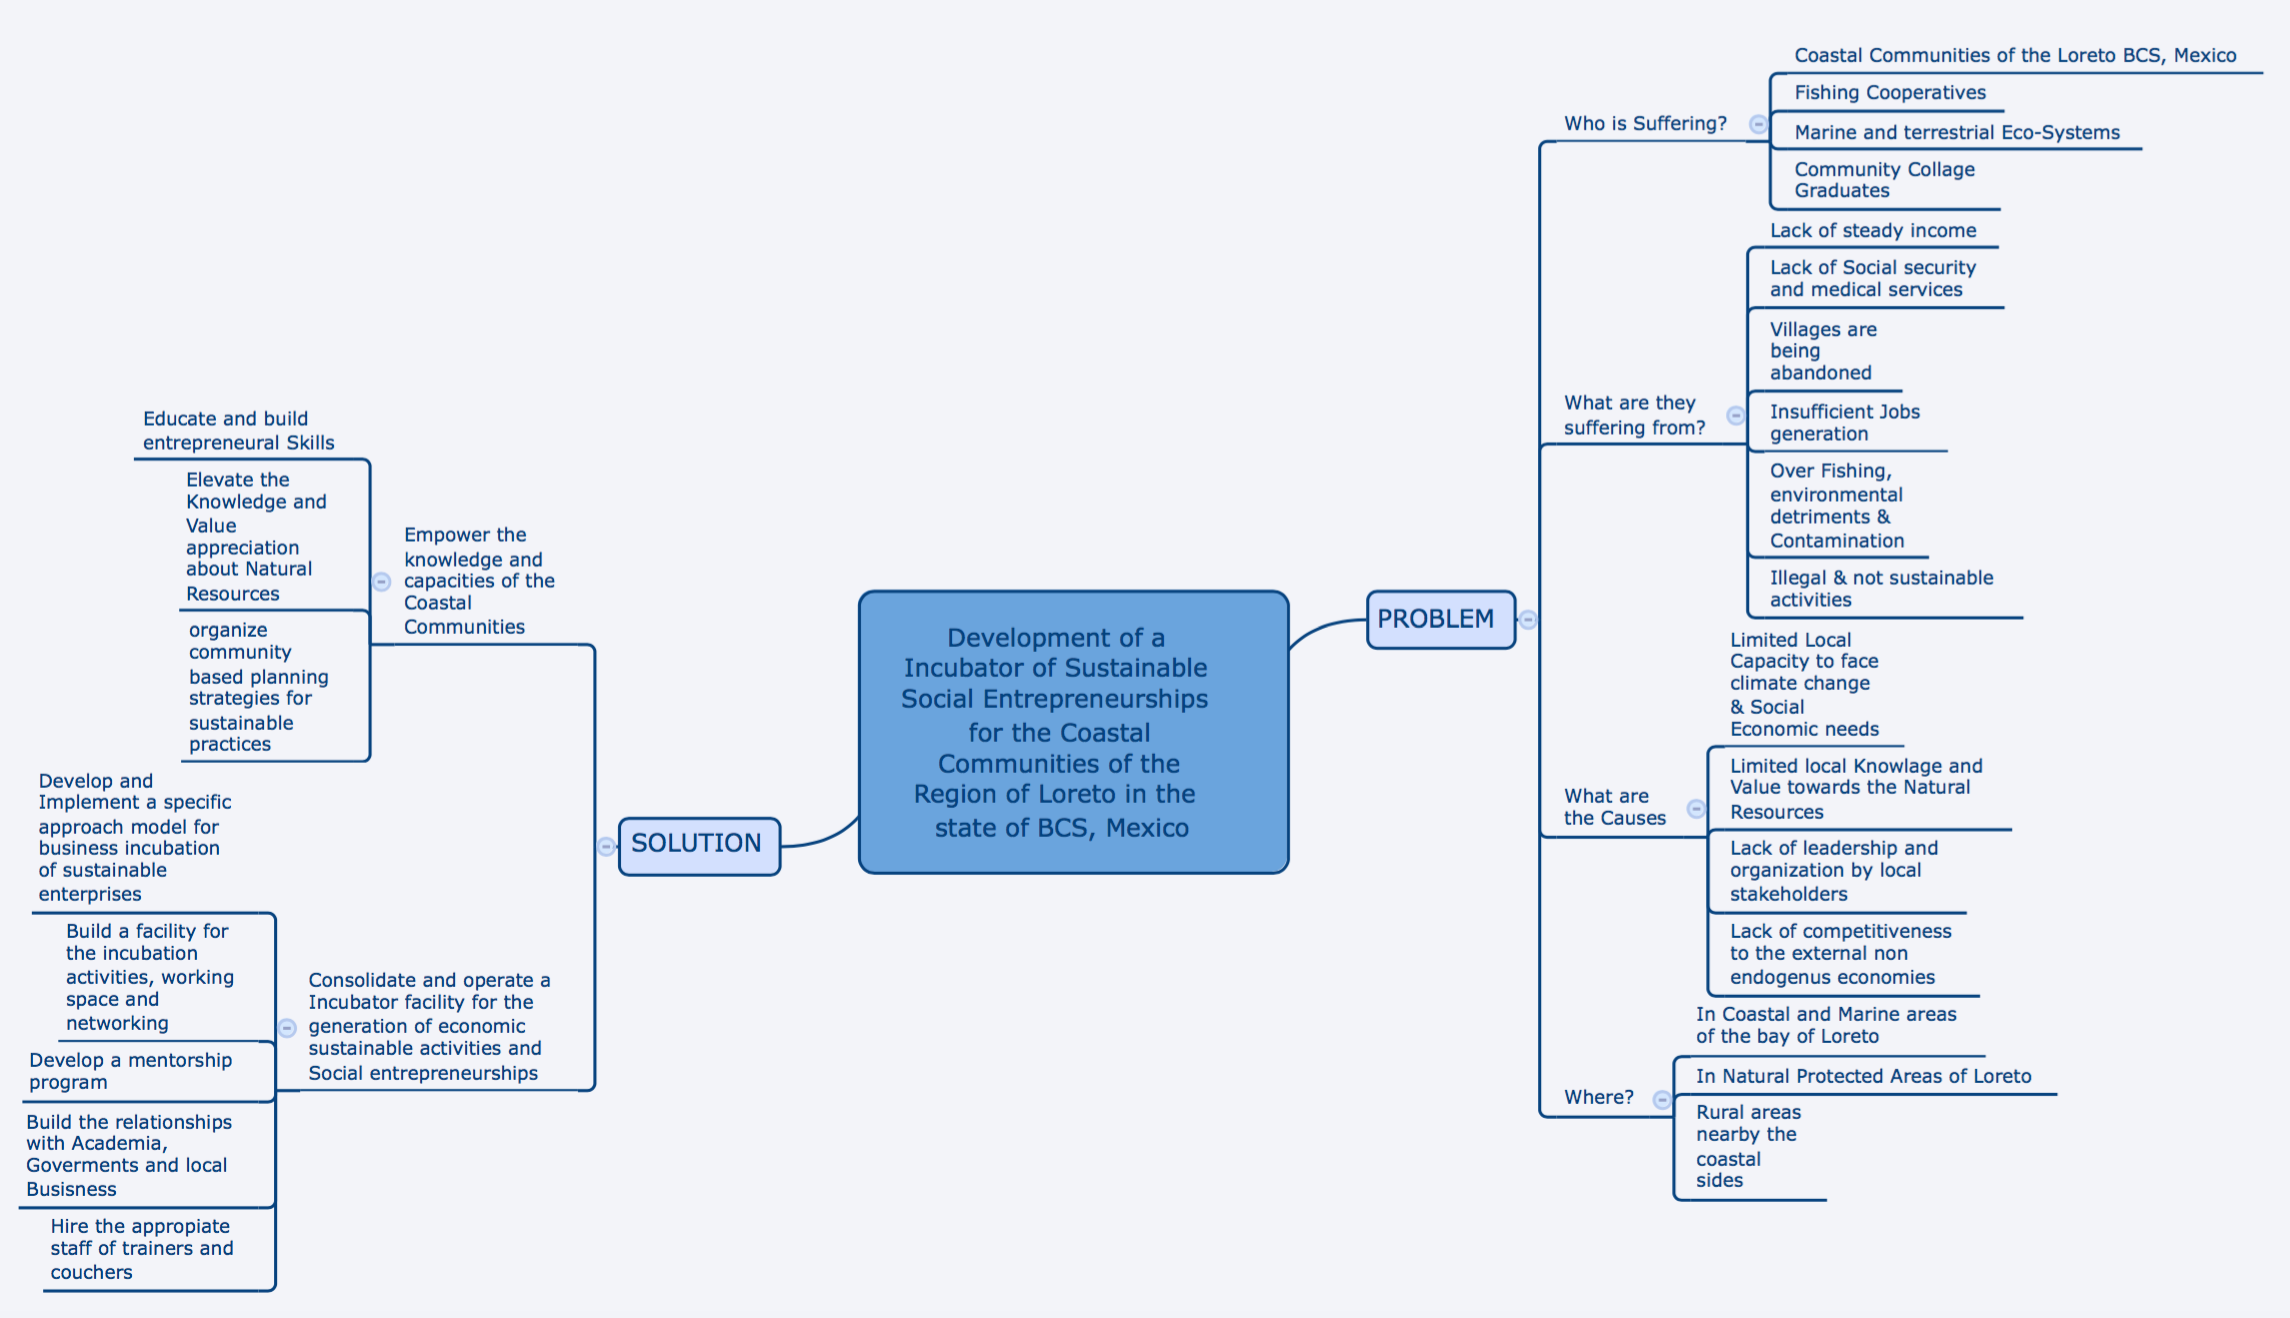 Development of a
Incubator of Sustainable
Social Entrepreneurships
for the Coastal
Communities of the
Region of Loreto in the
state of BCS, Mexico
PROBLEM
Who is Suffering?
Coastal Communities of the Loreto BCS, Mexico
Fishing Cooperatives
Marine and terrestrial Eco-Systems
Community Collage
Graduates
What are they
suffering from?
Lack of steady income
Lack of Social security
and medical services
Villages are
being
abandoned
Insufficient Jobs
generation
Over Fishing,
environmental
detriments &
Contamination
Illegal & not sustainable
activities
What are
the Causes
Limited Local
Capacity to face
climate change
& Social
Economic needs
Limited local Knowlage and
Value towards the Natural
Resources
Lack of leadership and
organization by local
stakeholders
Lack of competitiveness
to the external non
endogenus economies
Where?
In Coastal and Marine areas
of the bay of Loreto
In Natural Protected Areas of Loreto
Rural areas
nearby the
coastal
sides
SOLUTION
Empower the
knowledge and
capacities of the
Coastal
Communities
Educate and build
entrepreneural Skills
Elevate the
Knowledge and
Value
appreciation
about Natural
Resources
organize
community
based planning
strategies for
sustainable
practices
Consolidate and operate a
Incubator facility for the
generation of economic
sustainable activities and
Social entrepreneurships
Develop and
Implement a specific
approach model for
business incubation
of sustainable
enterprises
Build a facility for
the incubation
activities, working
space and
networking
Develop a mentorship
program
Build the relationships
with Academia,
Goverments and local
Busisness
Hire the appropiate
staff of trainers and
couchers